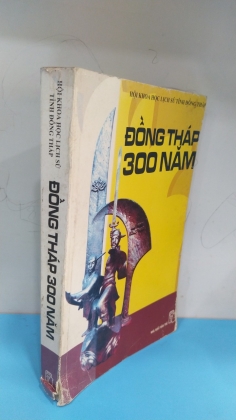 HỘI KHOA HỌC LỊCH SỬ TỈNH ĐỒNG THÁP
ĐỒNG THÁP
300 NĂM
HỘI KHOA HỌC LỊCH SỬ
TỈNH ĐỒNG THÁP
ĐỒNG THÁP 300 NĂM